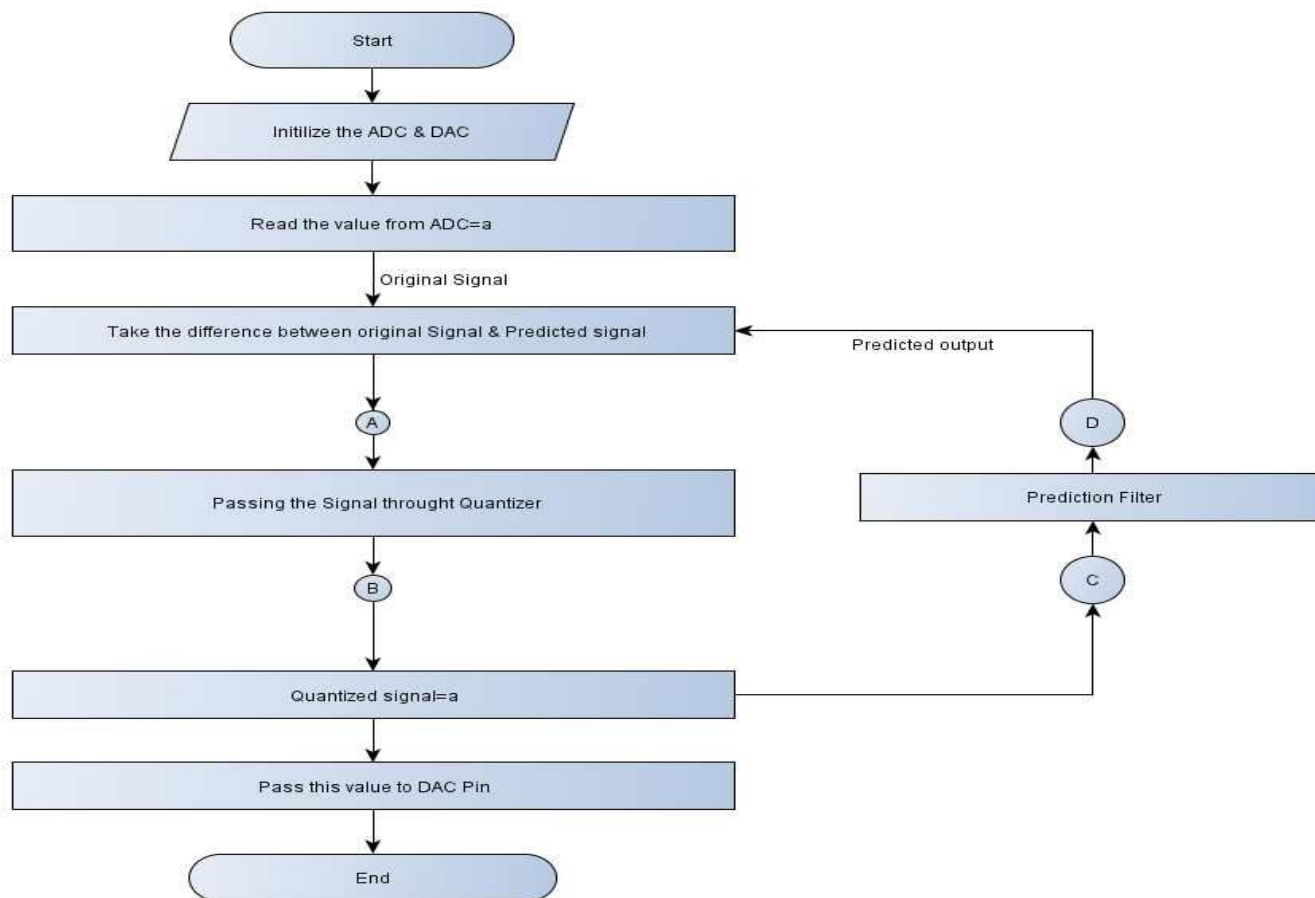 Start
Initilize the ADC & DAC
Read the value from ADC=a
Original Signal
Take the difference between original Signal & Predicted signal
Predicted output
A
D
Passing the Signal throught Quantizer
Prediction Filter
B
C
Quantized signal=a
Pass this value to DAC Pin
End